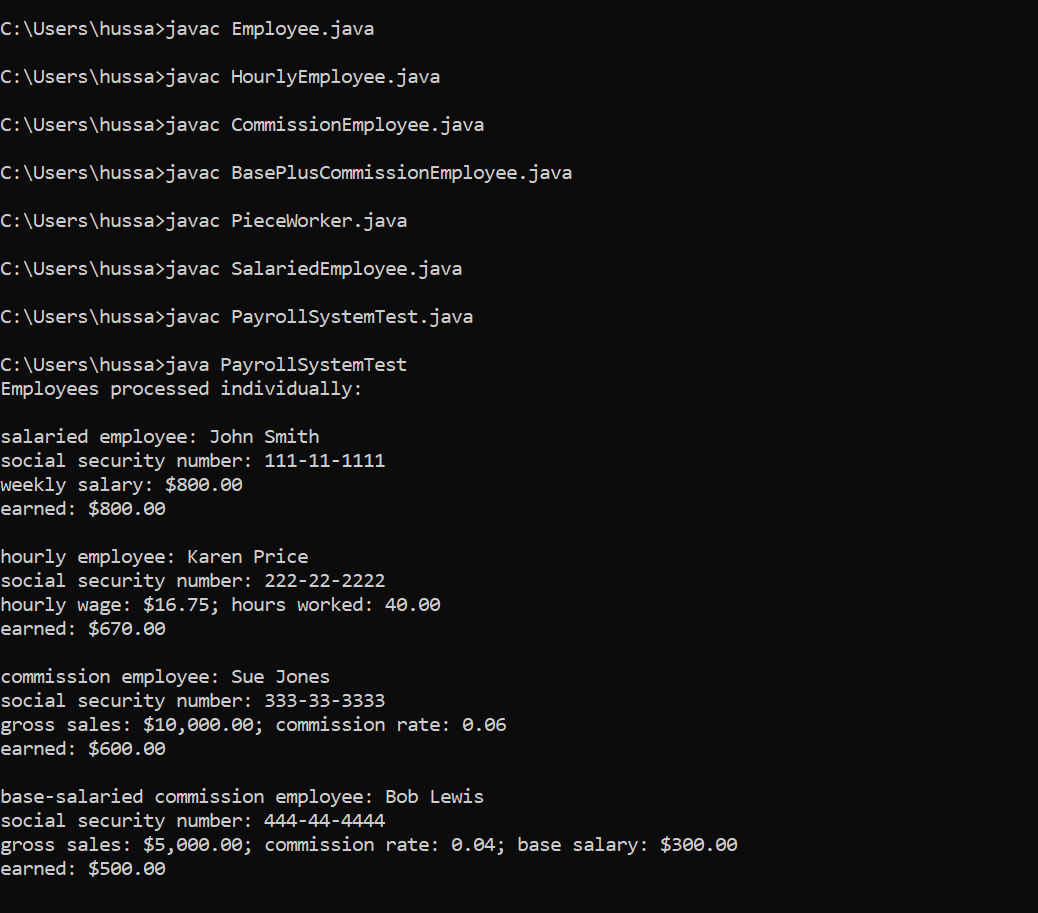 C:\Users\hussa>javac Employee.java
C:\Users\hussa>javac HourlyEmployee.java
C:\Users\hussa>javac CommissionEmployee.java
C:\Users\hussa>javac BasePlusCommissionEmployee.java
C:\Users\hussa>javac PieceWorker.java
C:\Users\hussa>javac SalariedEmployee.java
C:\Users\hussa>javac PayrollSystemTest.java
C:\Users\hussa>java PayrollSystemTest
Employees processed individually:
salaried employee: John Smith
social security number: 111-11-1111
weekly salary: $800.00
earned: $800.00
hourly employee: Karen Price
social security number: 222-22-2222
hourly wage: $16.75; hours worked: 40.00
earned: $670.00
commission employee: Sue Jones
social security number: 333-33-3333
gross sales: $10,000.00; commission rate: 0.06
earned: $600.00
base-salaried commission employee: Bob Lewis
social security number: 444-44-4444
gross sales: $5,000.00; commission rate: 0.04; base salary: $300.00
earned: $500.00